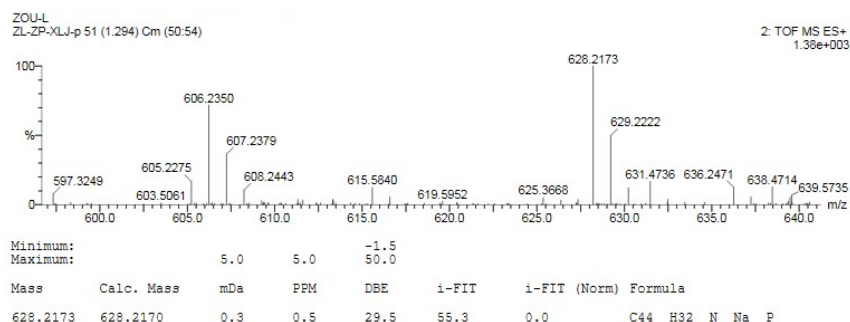 ZOU-L
ZL-ZP-XLJ-p 51 (1.294) Cm (50:54)
2: TOF MS ES+
1.38e+003
100
%
0
597.3249
603.5061
605.2275
606.2350
607.2379
608.2443
615.5840
619.5952
625.3668
628.2173
629.2222
631.4736
636.2471
638.4714
639.5735
600.0 605.0 610.0 615.0 620.0 625.0 630.0 635.0 640.0 m/z
Minimum: -1.5
Maximum: 5.0 5.0 50.0
Mass Calc. Mass mDa PPM DBE i-FIT i-FIT (Norm) Formula
628.2173 628.2170 0.3 0.5 29.5 55.3 0.0 C44 H32 N Na P